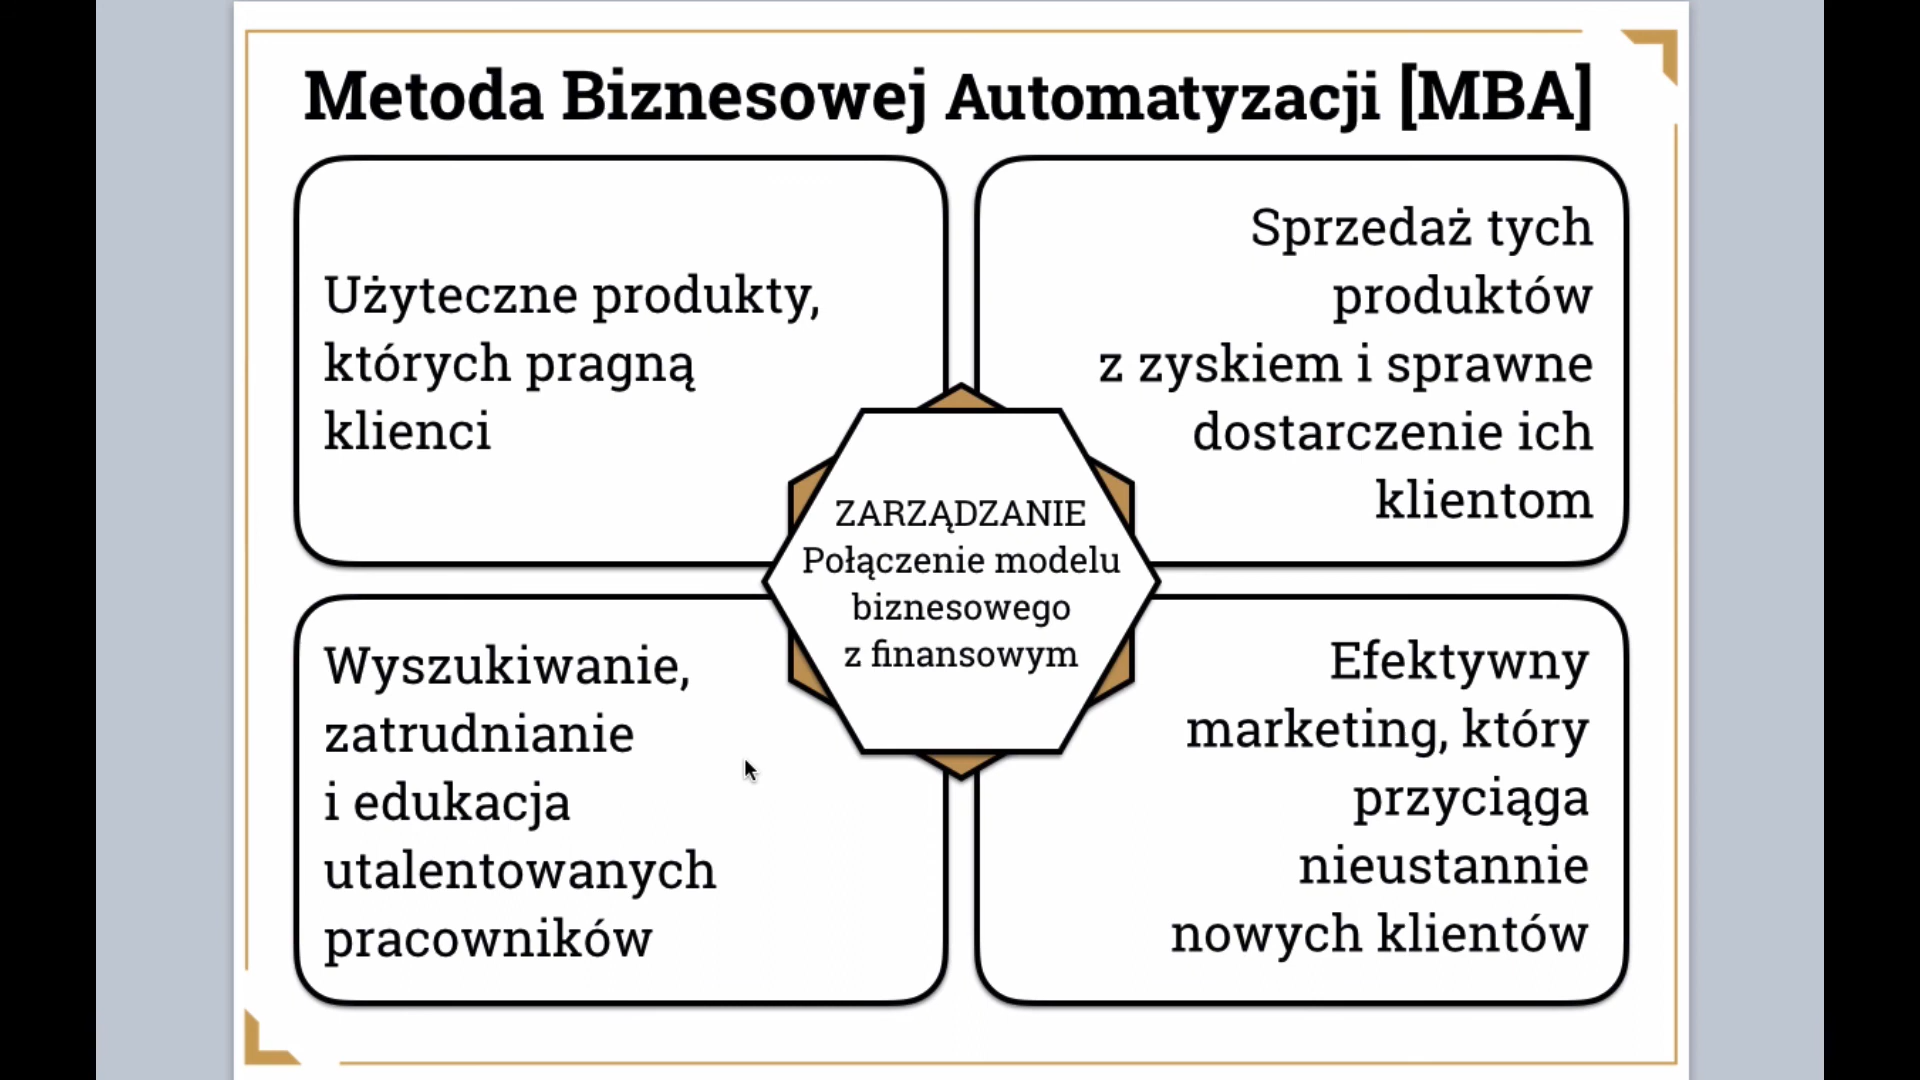 Metoda Biznesowej Automatyzacji [MBA]
Użyteczne produkty,
których pragną
klienci
Sprzedaż tych
produktów
z zyskiem i sprawne
dostarczenie ich
klientom
ZARZĄDZANIE
Połączenie modelu
biznesowego
z finansowym
Wyszukiwanie,
zatrudnianie
i edukacja
utalentowanych
pracowników
Efektywny
marketing, który
przyciąga
nieustannie
nowych klientów